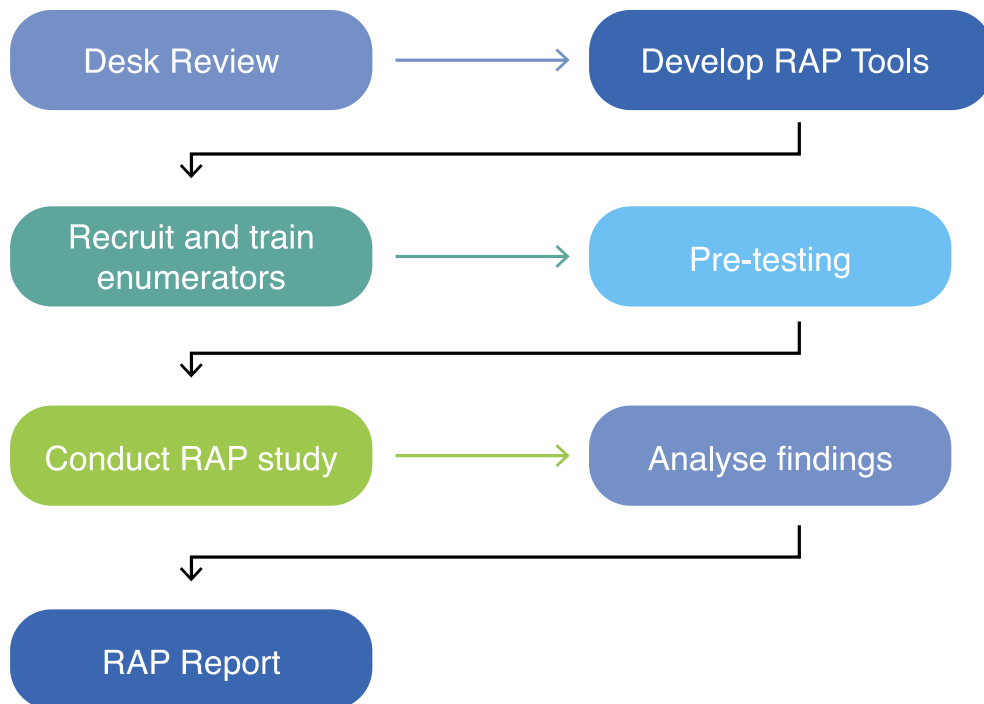 Desk Review
Develop RAP Tools
Recruit and train
enumerators
Pre-testing
Conduct RAP study
Analyse findings
RAP Report